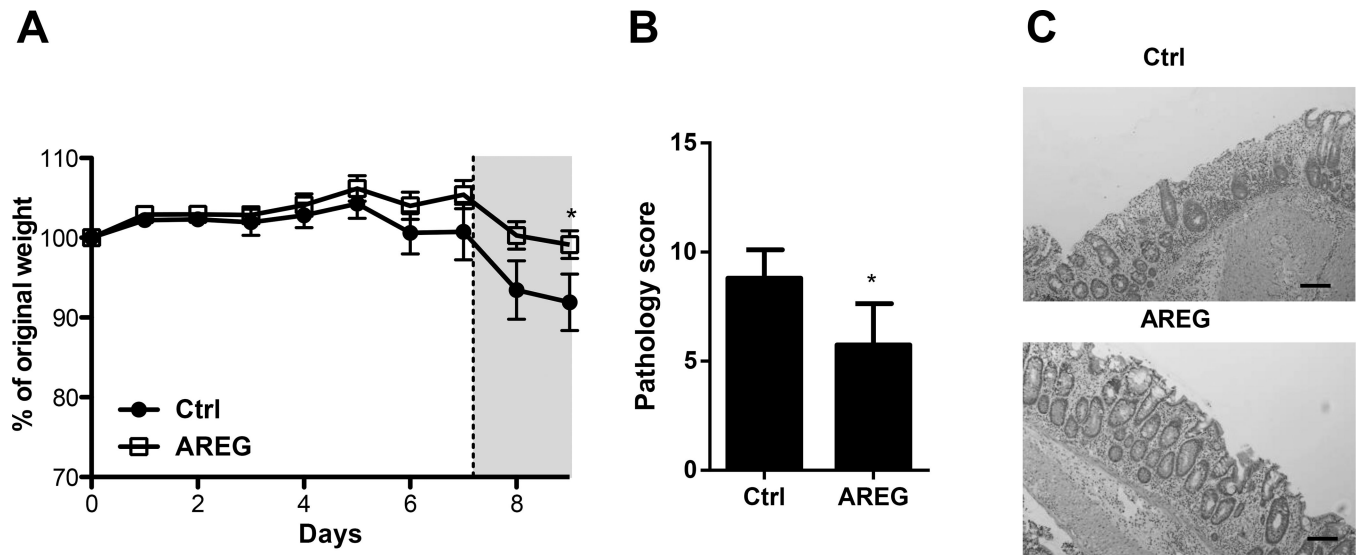 A
% of original weight
110
100
90
80
70
*
Ctrl
AREG
0
2
4
6
8
Days
B
Pathology score
15
10
5
0
*
Ctrl
AREG
C
Ctrl
AREG